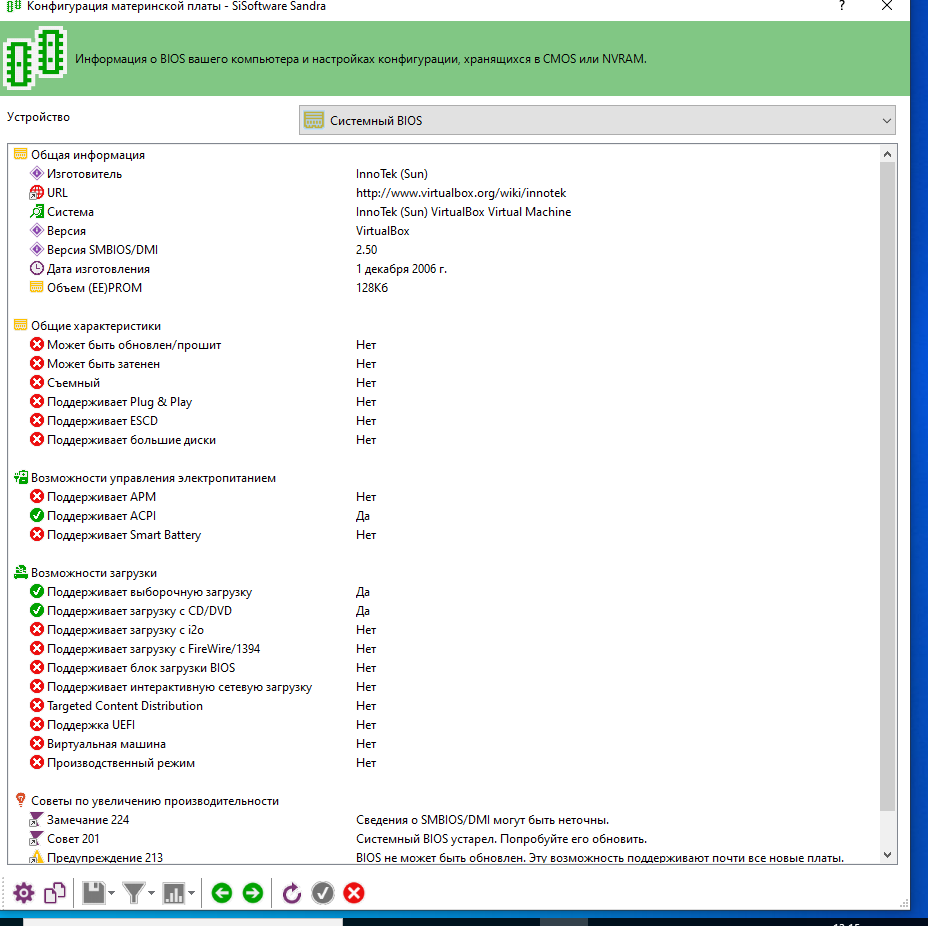 Конфигурация материнской платы - SiSoftware Sandra
?
Информация о BIOS вашего компьютера и настройках конфигурации, хранящихся в CMOS или NVRAM.
Устройство Системный BIOS
Общая информация
Изготовитель InnoTek (Sun)
URL http://www.virtualbox.org/wiki/innotek
Система InnoTek (Sun) VirtualBox Virtual Machine
Версия VirtualBox
Версия SMBIOS/DMI 2.50
Дата изготовления 1 декабря 2006 г.
Объем (EE)PROM 128Кб
Общие характеристики
Может быть обновлен/прошит Нет
Может быть затенен Нет
Съемный Нет
Поддерживает Plug & Play Нет
Поддерживает ESCD Нет
Поддерживает большие диски Нет
Возможности управления электропитанием
Поддерживает APM Нет
Поддерживает ACPI Да
Поддерживает Smart Battery Нет
Возможности загрузки
Поддерживает выборочную загрузку Да
Поддерживает загрузку с CD/DVD Да
Поддерживает загрузку с i2o Нет
Поддерживает загрузку с FireWire/1394 Нет
Поддерживает блок загрузки BIOS Нет
Поддерживает интерактивную сетевую загрузку Нет
Targeted Content Distribution Нет
Поддержка UEFI Нет
Виртуальная машина Нет
Производственный режим Нет
Советы по увеличению производительности
Замечание 224 Сведения о SMBIOS/DMI могут быть неточны.
Совет 201 Системный BIOS устарел. Попробуйте его обновить.
Предупреждение 213 BIOS не может быть обновлен. Эту возможность поддерживают почти все новые платы.